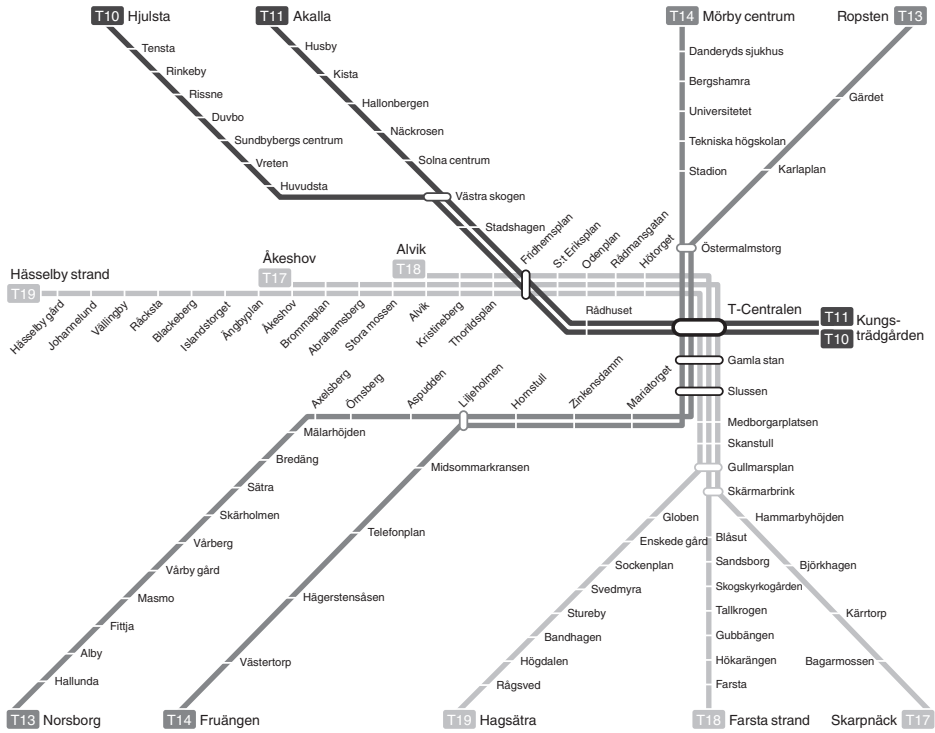 T10 Hjulsta
T11 Akalla
T14 Mörby centrum
Ropsten T13
Tensta
Rinkeby
Rissne
Duvbo
Sundbybergs centrum
Vreten
Huvudsta
Husby
Kista
Hallonbergen
Näckrosen
Solna centrum
Västra skogen
Stadshagen
Danderyds sjukhus
Bergshamra
Universitetet
Tekniska högskolan
Stadion
Gärdet
Karlaplan
Östermalmstorg
Hässelby strand
T19
Åkeshov
T17
Alvik
T18
Fridhemsplan
S:t Eriksplan
Odenplan
Rådmansgatan
Hötorget
Hässelby gård
Johannelund
Vällingby
Råcksta
Blackeberg
Islandstorget
Ängbyplan
Åkeshov
Brommaplan
Abrahamsberg
Stora mossen
Alvik
Kristineberg
Thorildsplan
Rådhuset
T-Centralen
T11
T10
Kungs-
trädgården
Gamla stan
Slussen
Medborgarplatsen
Skanstull
Gullmarsplan
Skärmarbrink
Axelsberg
Örnsberg
Aspudden
Liljeholmen
Hornstull
Zinkensdamm
Mariatorget
Mälarhöjden
Bredäng
Sätra
Skärholmen
Vårberg
Vårby gård
Masmo
Fittja
Alby
Hallunda
Midsommarkransen
Telefonplan
Hägerstensåsen
Västertorp
Globen
Enskede gård
Sockenplan
Svedmyra
Stureby
Bandhagen
Högdalen
Rågsved
Blåsut
Sandsborg
Skogskyrkogården
Tallkrogen
Gubbängen
Hökarängen
Farsta
Hammarbyhöjden
Björkhagen
Kärrtorp
Bagarmossen
T13 Norsborg
T14 Fruängen
T19 Hagsätra
T18 Farsta strand
Skarpnäck T17